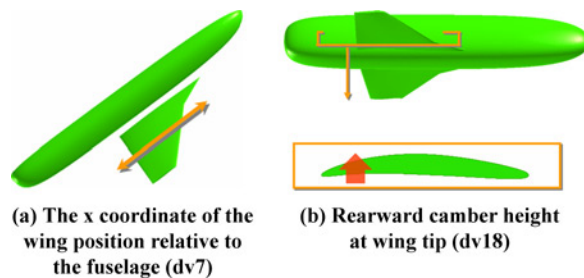 (a) The x coordinate of the
wing position relative to
the fuselage (dv7)
(b) Rearward camber height
at wing tip (dv18)